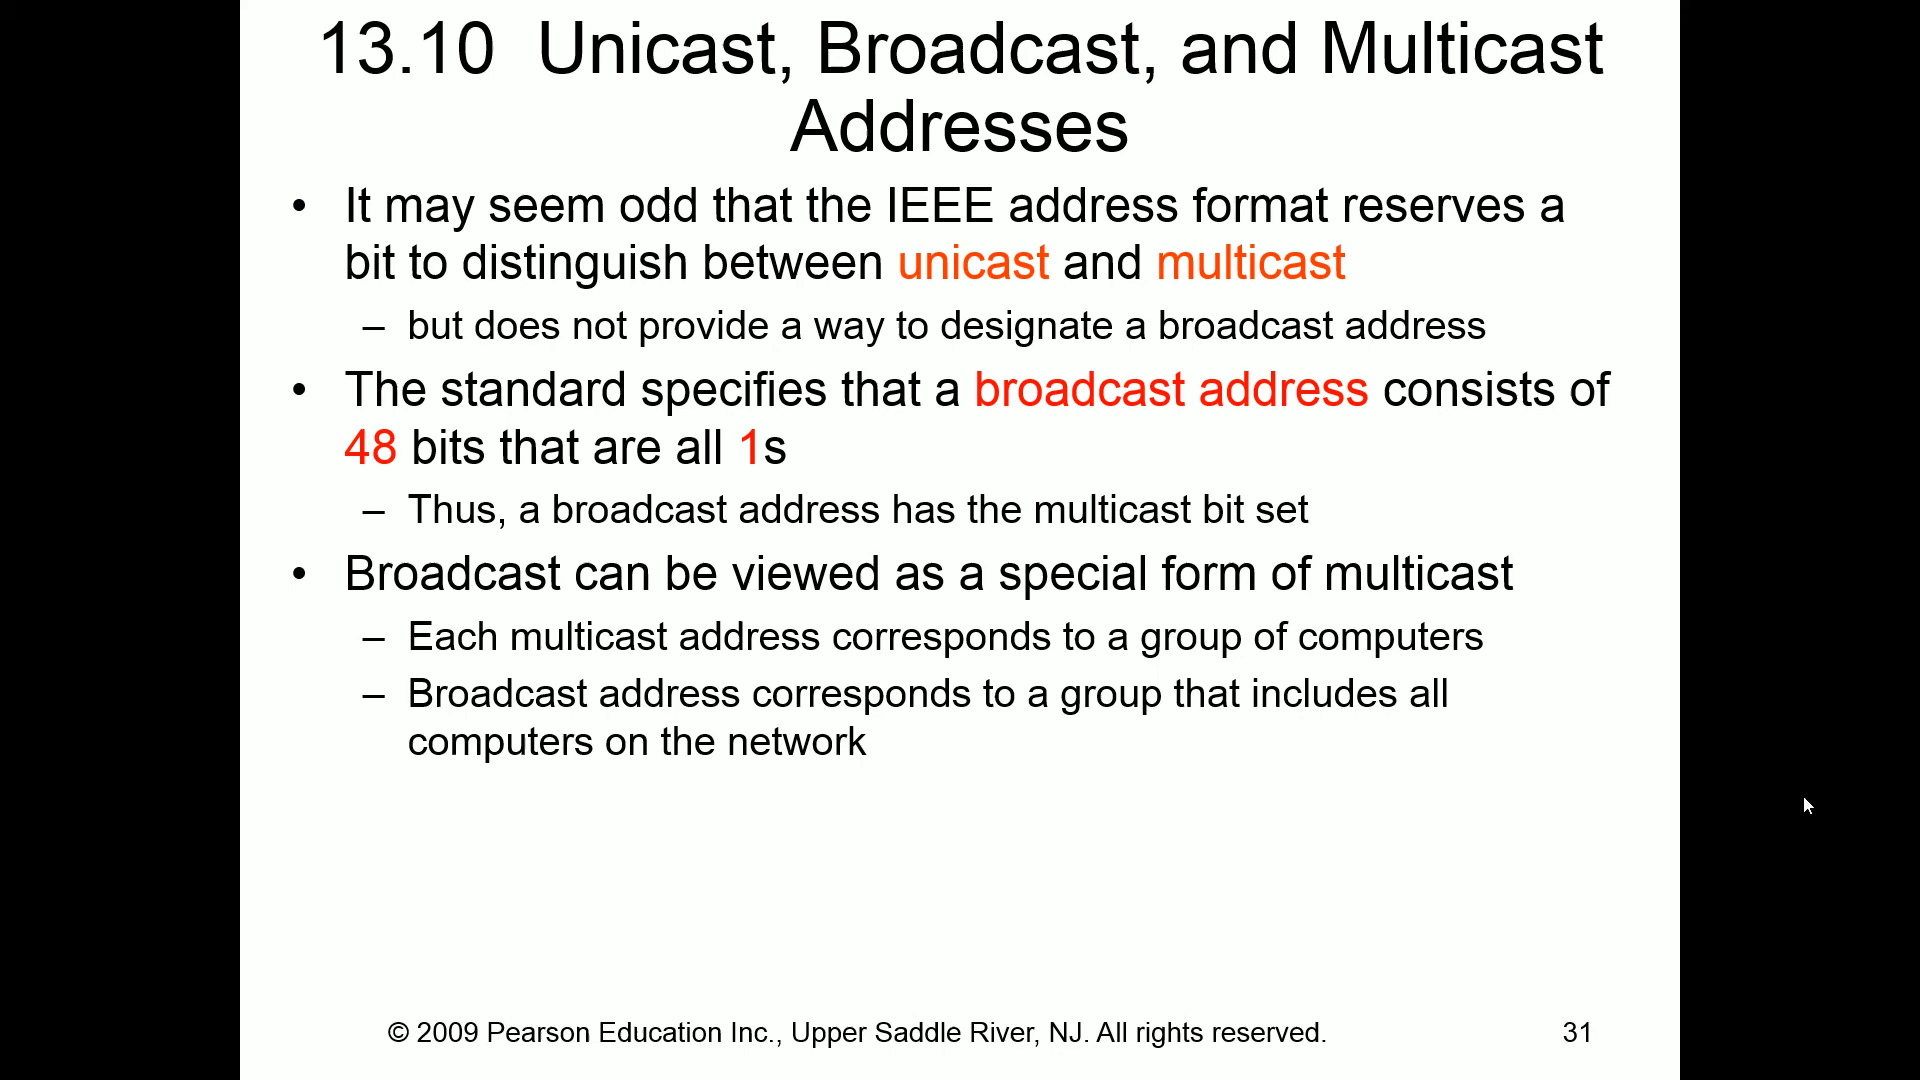 13.10 Unicast, Broadcast, and Multicast
Addresses
• It may seem odd that the IEEE address format reserves a
bit to distinguish between unicast and multicast
– but does not provide a way to designate a broadcast address
• The standard specifies that a broadcast address consists of
48 bits that are all 1s
– Thus, a broadcast address has the multicast bit set
• Broadcast can be viewed as a special form of multicast
– Each multicast address corresponds to a group of computers
– Broadcast address corresponds to a group that includes all
computers on the network
© 2009 Pearson Education Inc., Upper Saddle River, NJ. All rights reserved.
31